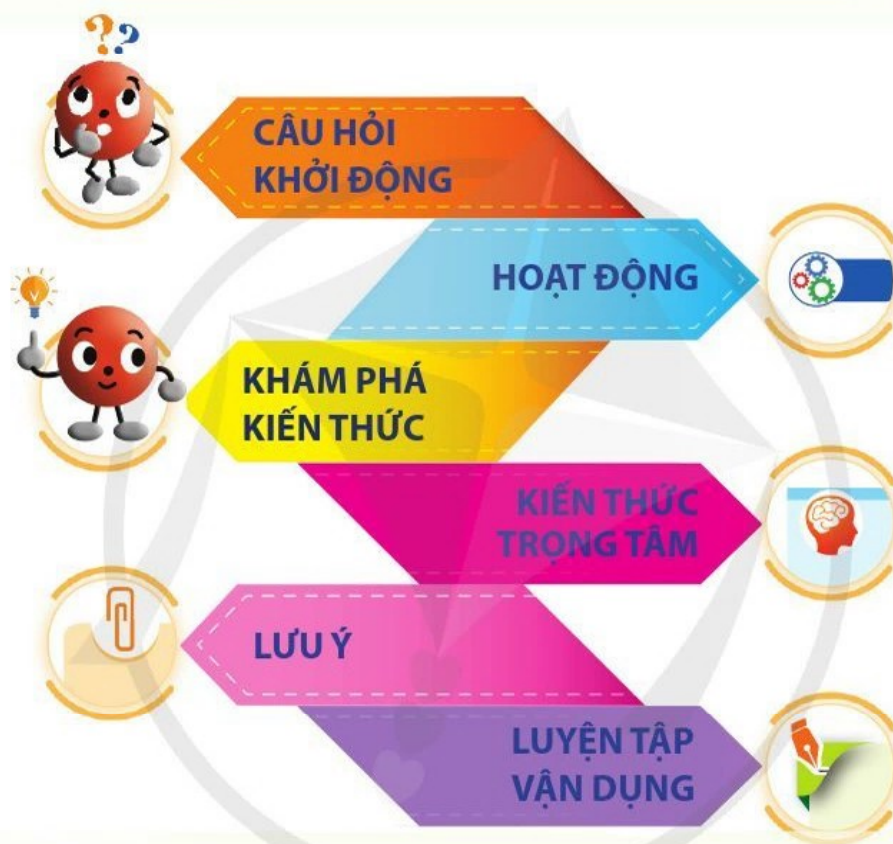 ??
CÂU HỎI
KHỞI ĐỘNG
HOẠT ĐỘNG
KHÁM PHÁ
KIẾN THỨC
KIẾN THỨC
TRỌNG TÂM
LƯU Ý
LUYỆN TẬP
VẬN DỤNG